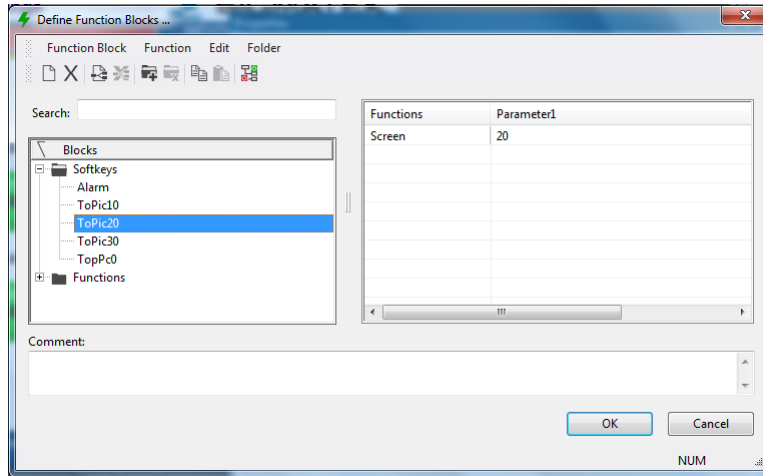 Define Function Blocks ...
Function Block Function Edit Folder
Search:
Functions Parameter1
Screen 20
Blocks
Softkeys
Alarm
ToPic10
ToPic20
ToPic30
TopPc0
Functions
Comment:
OK Cancel
NUM